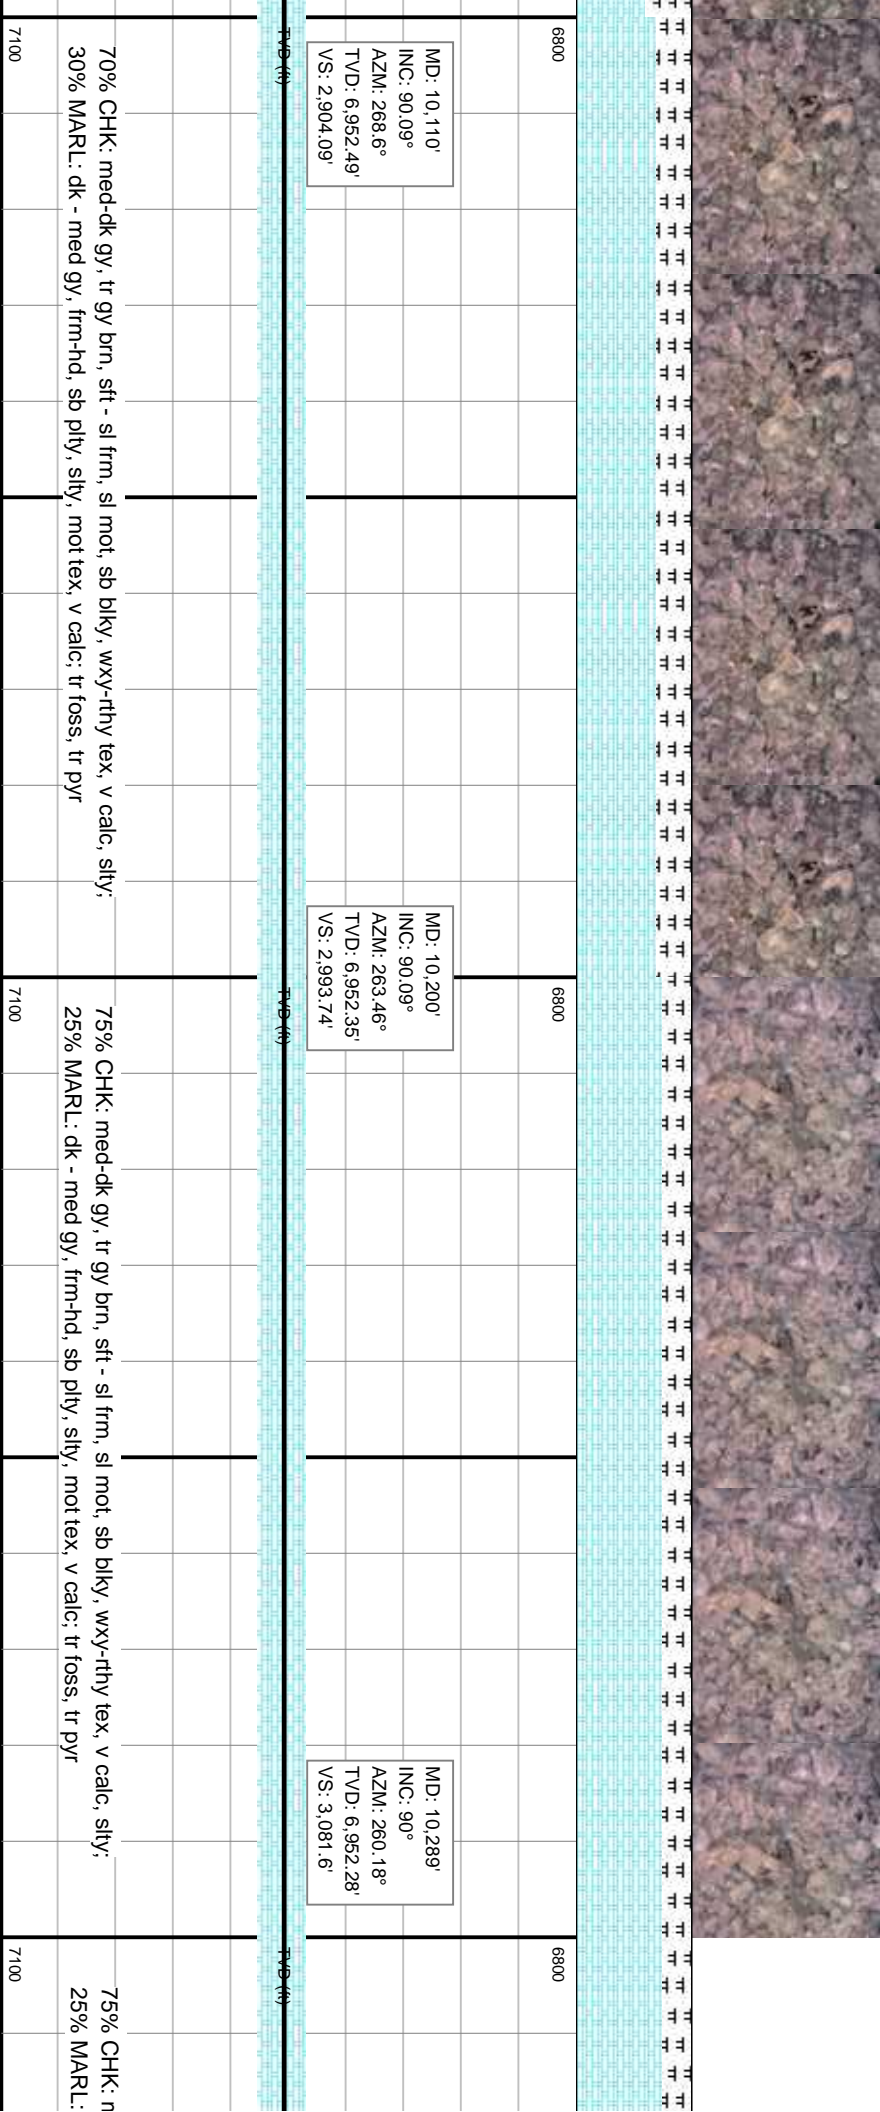 6800
TVD (ft)
7100
MD: 10,110'
INC: 90.09°
AZM: 268.6°
TVD: 6,952.49'
VS: 2,904.09'
70% CHK: med-dk gy, tr gy brn, sft - sl frm, sl mot, sb blky, wxy-rthy tex, v calc, slty;
30% MARL: dk - med gy, frm-hd, sb plty, slty, mot tex, v calc; tr foss, tr pyr
MD: 10,200'
INC: 90.09°
AZM: 263.46°
TVD: 6,952.35'
VS: 2,993.74'
6800
TVD (ft)
7100
75% CHK: med-dk gy, tr gy brn, sft - sl frm, sl mot, sb blky, wxy-rthy tex, v calc, slty;
25% MARL: dk - med gy, frm-hd, sb plty, slty, mot tex, v calc; tr foss, tr pyr
MD: 10,289'
INC: 90°
AZM: 260.18°
TVD: 6,952.28'
VS: 3,081.6'
6800
TVD (ft)
7100
75% CHK:
25% MARL: